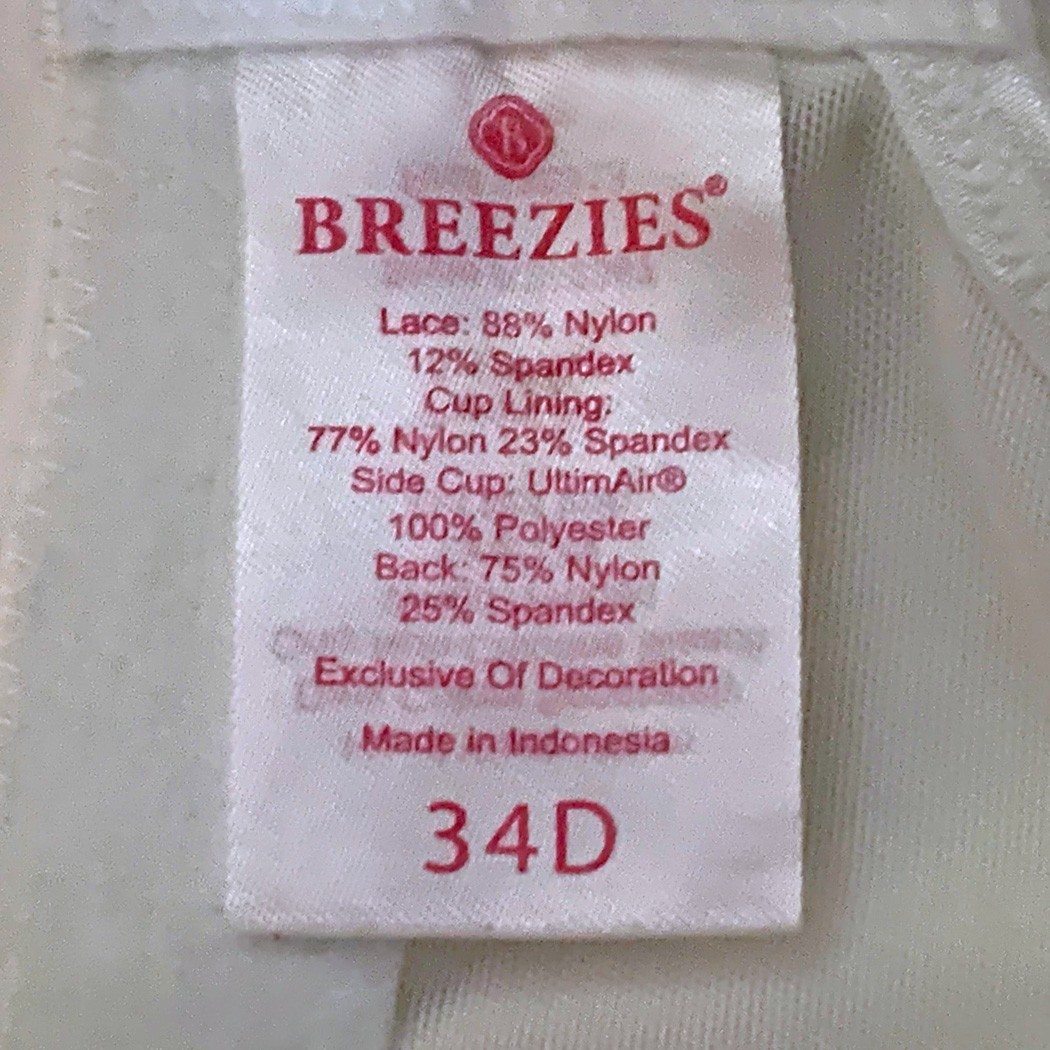 B
BREEZIES®
Lace: 88% Nylon
12% Spandex
Cup Lining:
77% Nylon 23% Spandex
Side Cup: UltimAir®
100% Polyester
Back: 75% Nylon
25% Spandex
Exclusive Of Decoration
Made in Indonesia
34D